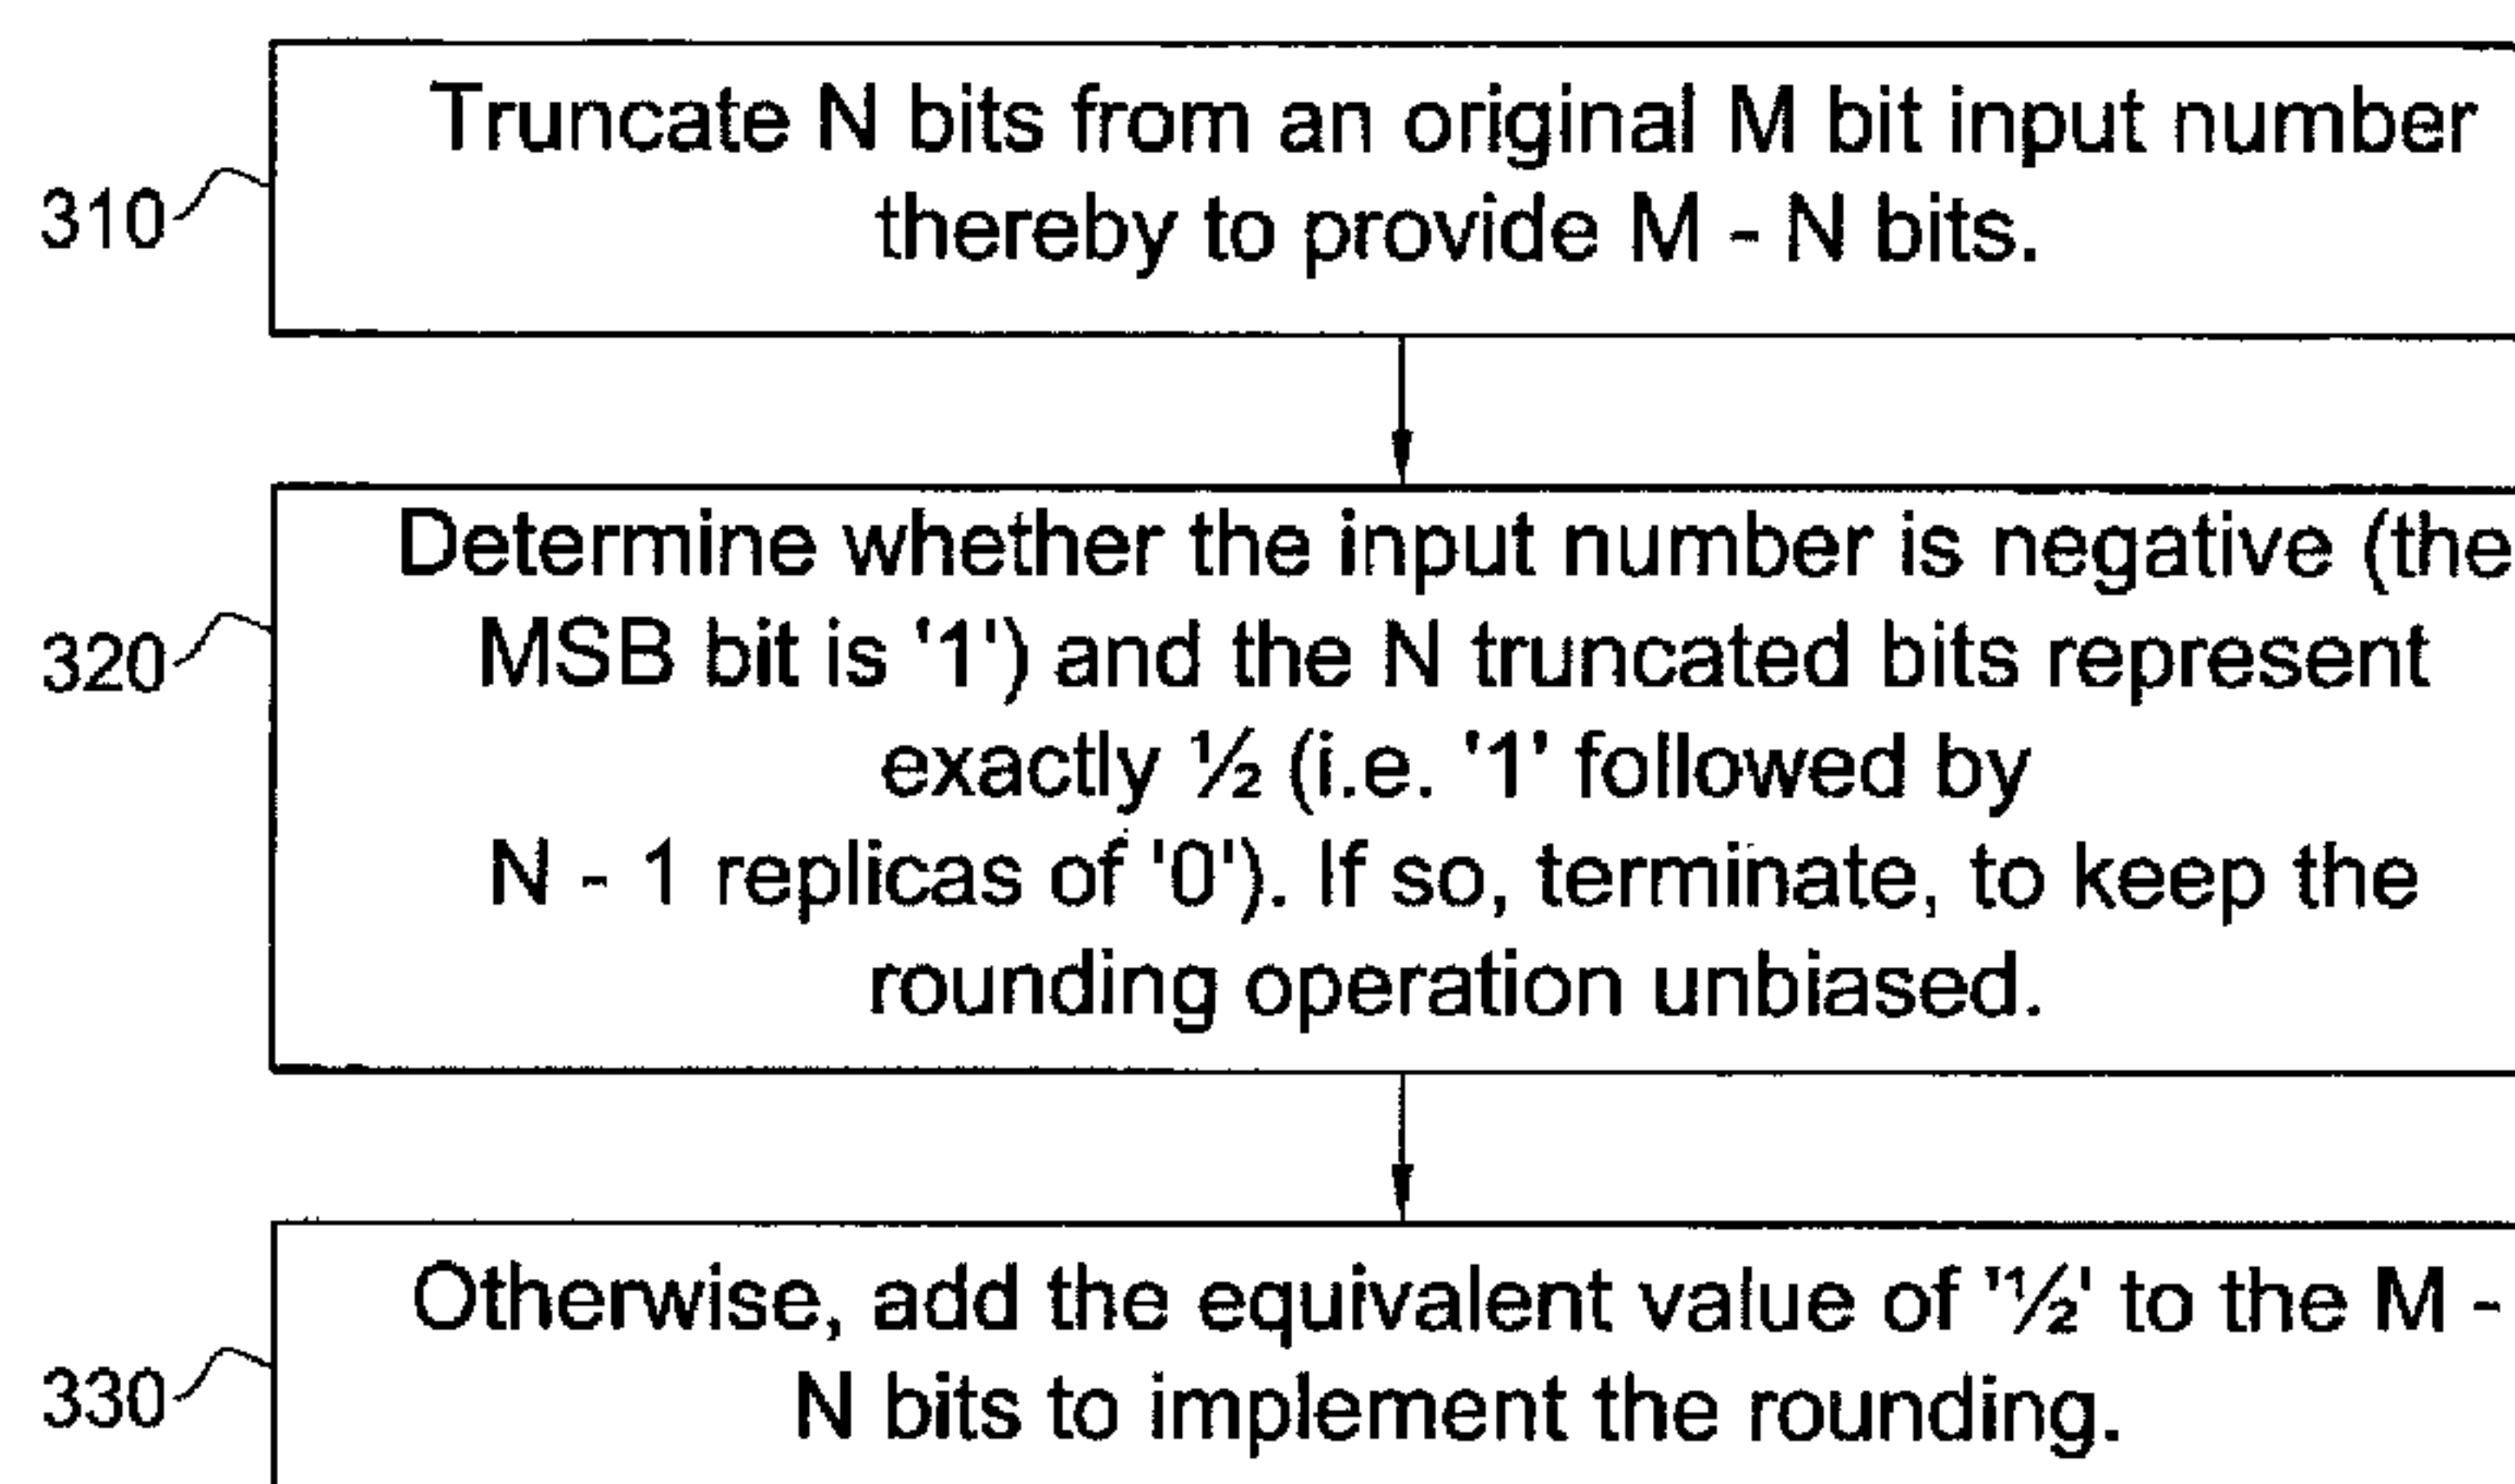 Truncate N bits from an original M bit input number
thereby to provide M - N bits.
310
Determine whether the input number is negative (the
MSB bit is '1') and the N truncated bits represent
exactly ½ (i.e. '1' followed by
N - 1 replicas of '0'). If so, terminate, to keep the
rounding operation unbiased.
320
Otherwise, add the equivalent value of '½' to the M -
N bits to implement the rounding.
330